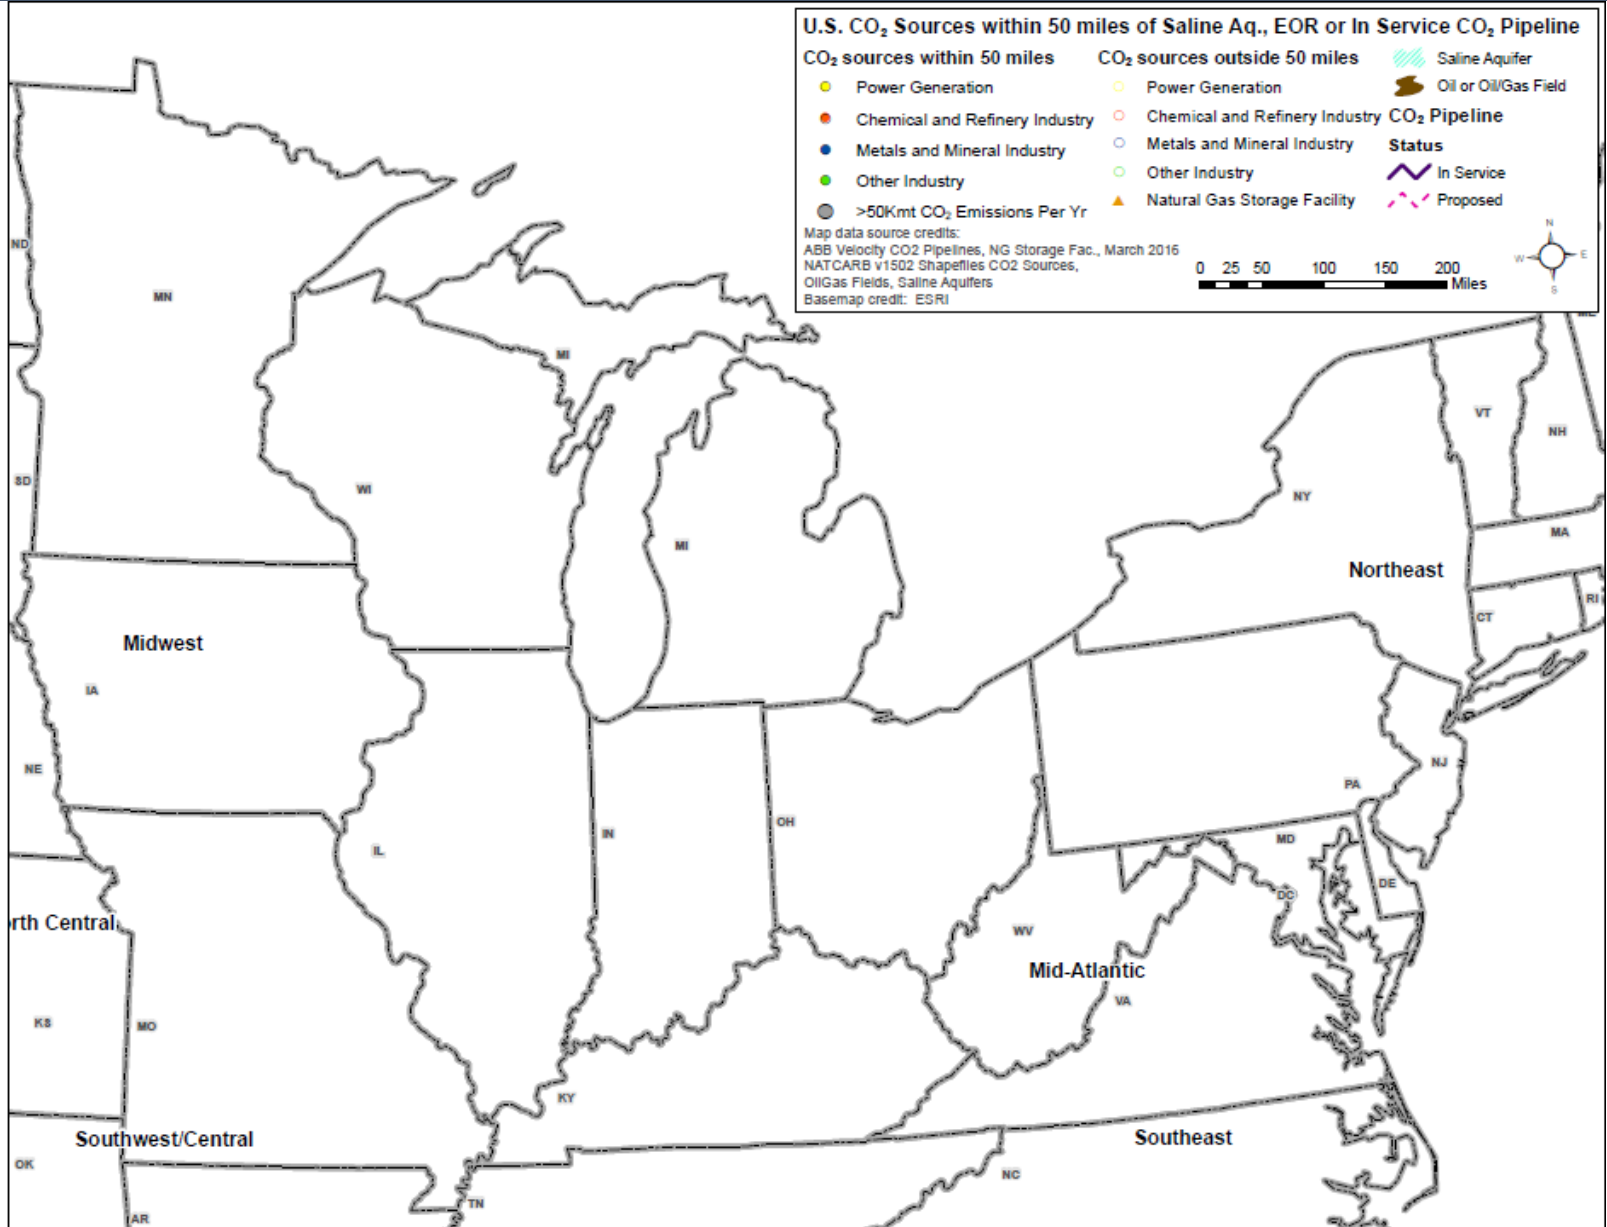 U.S. CO₂ Sources within 50 miles of Saline Aq., EOR or In Service CO₂ Pipeline
CO₂ sources within 50 miles
Power Generation
Chemical and Refinery Industry
Metals and Mineral Industry
Other Industry
>50Kmt CO₂ Emissions Per Yr
CO₂ sources outside 50 miles
Power Generation
Chemical and Refinery Industry
Metals and Mineral Industry
Other Industry
Natural Gas Storage Facility
Saline Aquifer
Oil or Oil/Gas Field
CO₂ Pipeline
Status
In Service
Proposed
Map data source credits:
ABB Velocity CO2 Pipelines, NG Storage Fac., March 2016
NATCARB v1502 Shapefiles CO2 Sources,
OilGas Fields, Saline Aquifers
Basemap credit: ESRI
0 25 50 100 150 200
Miles
N
W E
S
ND
MN
MI
VT
NH
SD
WI
NY
MI
MA
Northeast
RI
CT
Midwest
IA
NE
NJ
PA
OH
IN
MD
IL
DE
DC
rth Central
WV
Mid-Atlantic
VA
KS
MO
KY
Southwest/Central
Southeast
OK
NC
TN
AR